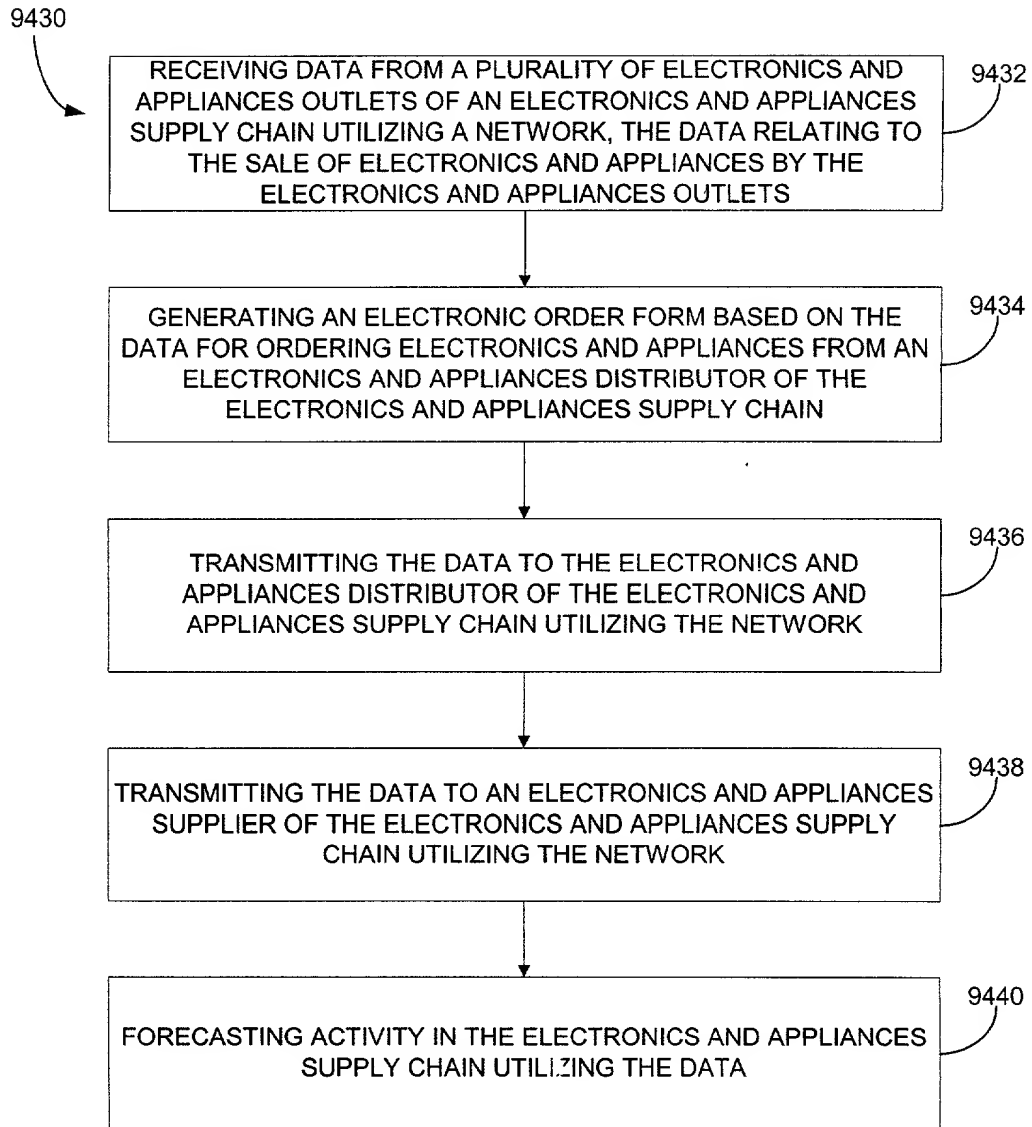 9430
RECEIVING DATA FROM A PLURALITY OF ELECTRONICS AND
APPLIANCES OUTLETS OF AN ELECTRONICS AND APPLIANCES
SUPPLY CHAIN UTILIZING A NETWORK, THE DATA RELATING TO
THE SALE OF ELECTRONICS AND APPLIANCES BY THE
ELECTRONICS AND APPLIANCES OUTLETS
9432
GENERATING AN ELECTRONIC ORDER FORM BASED ON THE
DATA FOR ORDERING ELECTRONICS AND APPLIANCES FROM AN
ELECTRONICS AND APPLIANCES DISTRIBUTOR OF THE
ELECTRONICS AND APPLIANCES SUPPLY CHAIN
9434
TRANSMITTING THE DATA TO THE ELECTRONICS AND
APPLIANCES DISTRIBUTOR OF THE ELECTRONICS AND
APPLIANCES SUPPLY CHAIN UTILIZING THE NETWORK
9436
TRANSMITTING THE DATA TO AN ELECTRONICS AND APPLIANCES
SUPPLIER OF THE ELECTRONICS AND APPLIANCES SUPPLY
CHAIN UTILIZING THE NETWORK
9438
FORECASTING ACTIVITY IN THE ELECTRONICS AND APPLIANCES
SUPPLY CHAIN UTILIZING THE DATA
9440